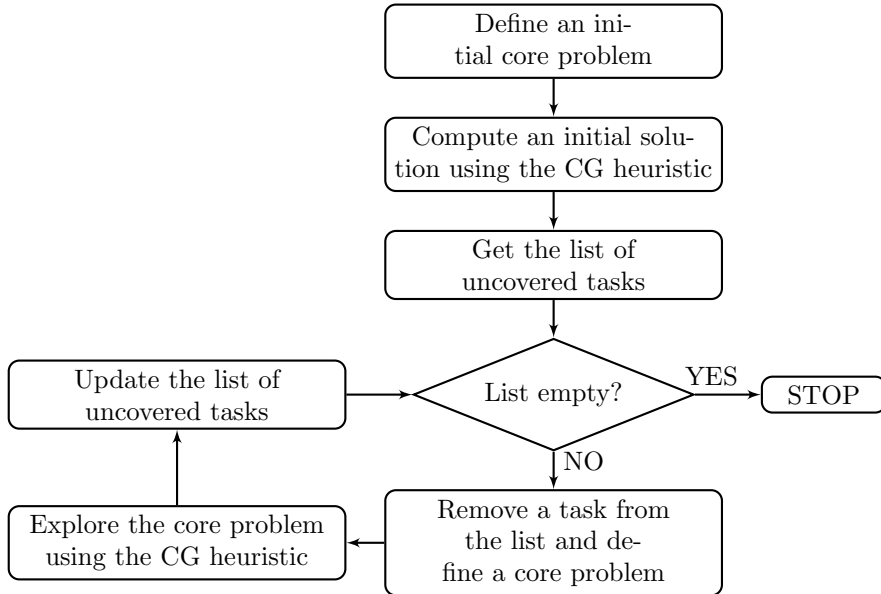 Define an ini-
tial core problem
Compute an initial solu-
tion using the CG heuristic
Get the list of
uncovered tasks
Update the list of
uncovered tasks
List empty?
YES
STOP
NO
Explore the core problem
using the CG heuristic
Remove a task from
the list and de-
fine a core problem